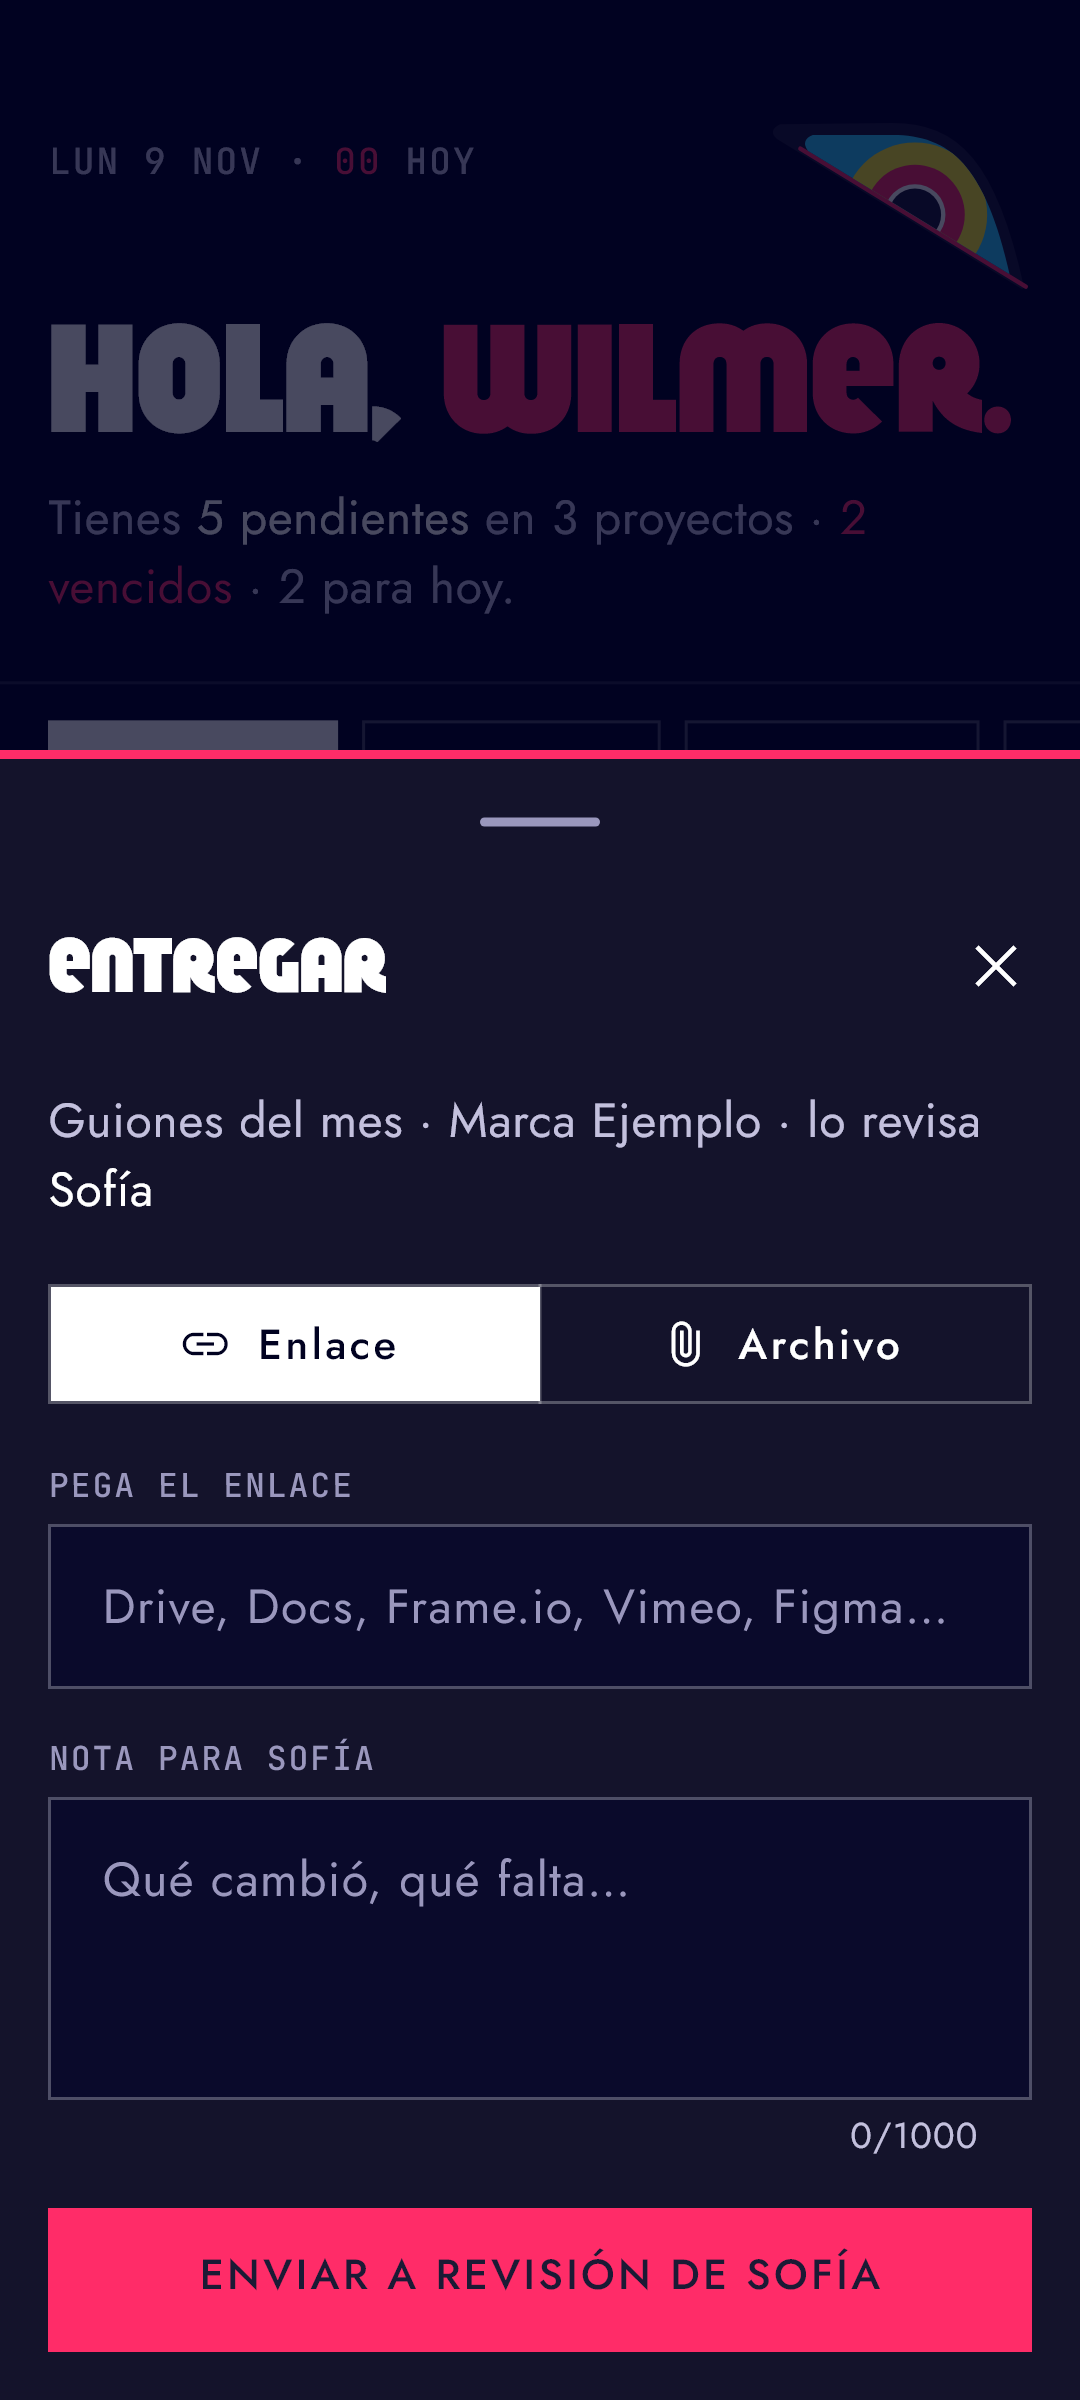 LUN 9 NOV · 00 HOY
HOLA, WILMER.
Tienes 5 pendientes en 3 proyectos · 2
vencidos · 2 para hoy.
ENTREGAR
Guiones del mes · Marca Ejemplo · lo revisa
Sofía
Enlace
Archivo
PEGA EL ENLACE
Drive, Docs, Frame.io, Vimeo, Figma...
NOTA PARA SOFÍA
Qué cambió, qué falta...
0/1000
ENVIAR A REVISIÓN DE SOFÍA